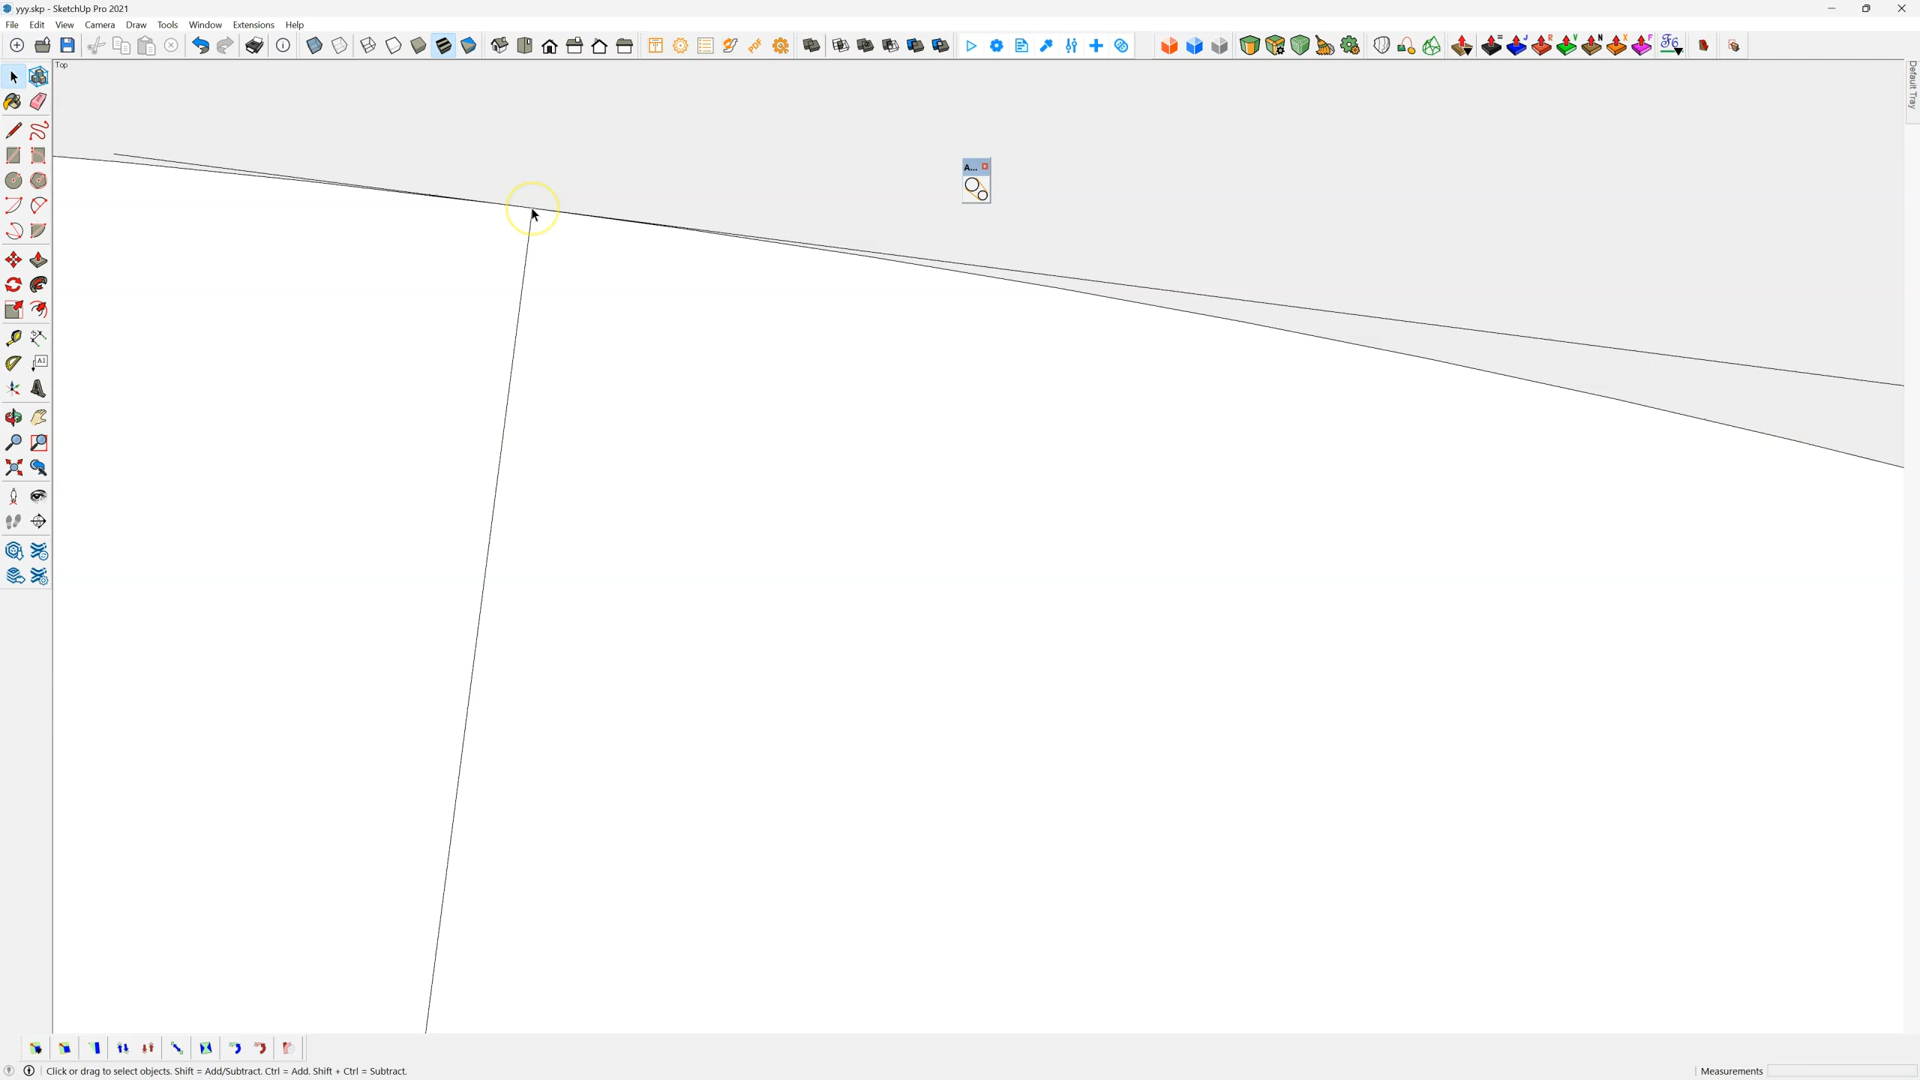 yyy.skp - SketchUp Pro 2021
File Edit View Camera Draw Tools Window Extensions Help
Top
Default Tray
A...
A1
= J R V N X F
Click or drag to select objects. Shift = Add/Subtract. Ctrl = Add. Shift + Ctrl = Subtract.
Measurements